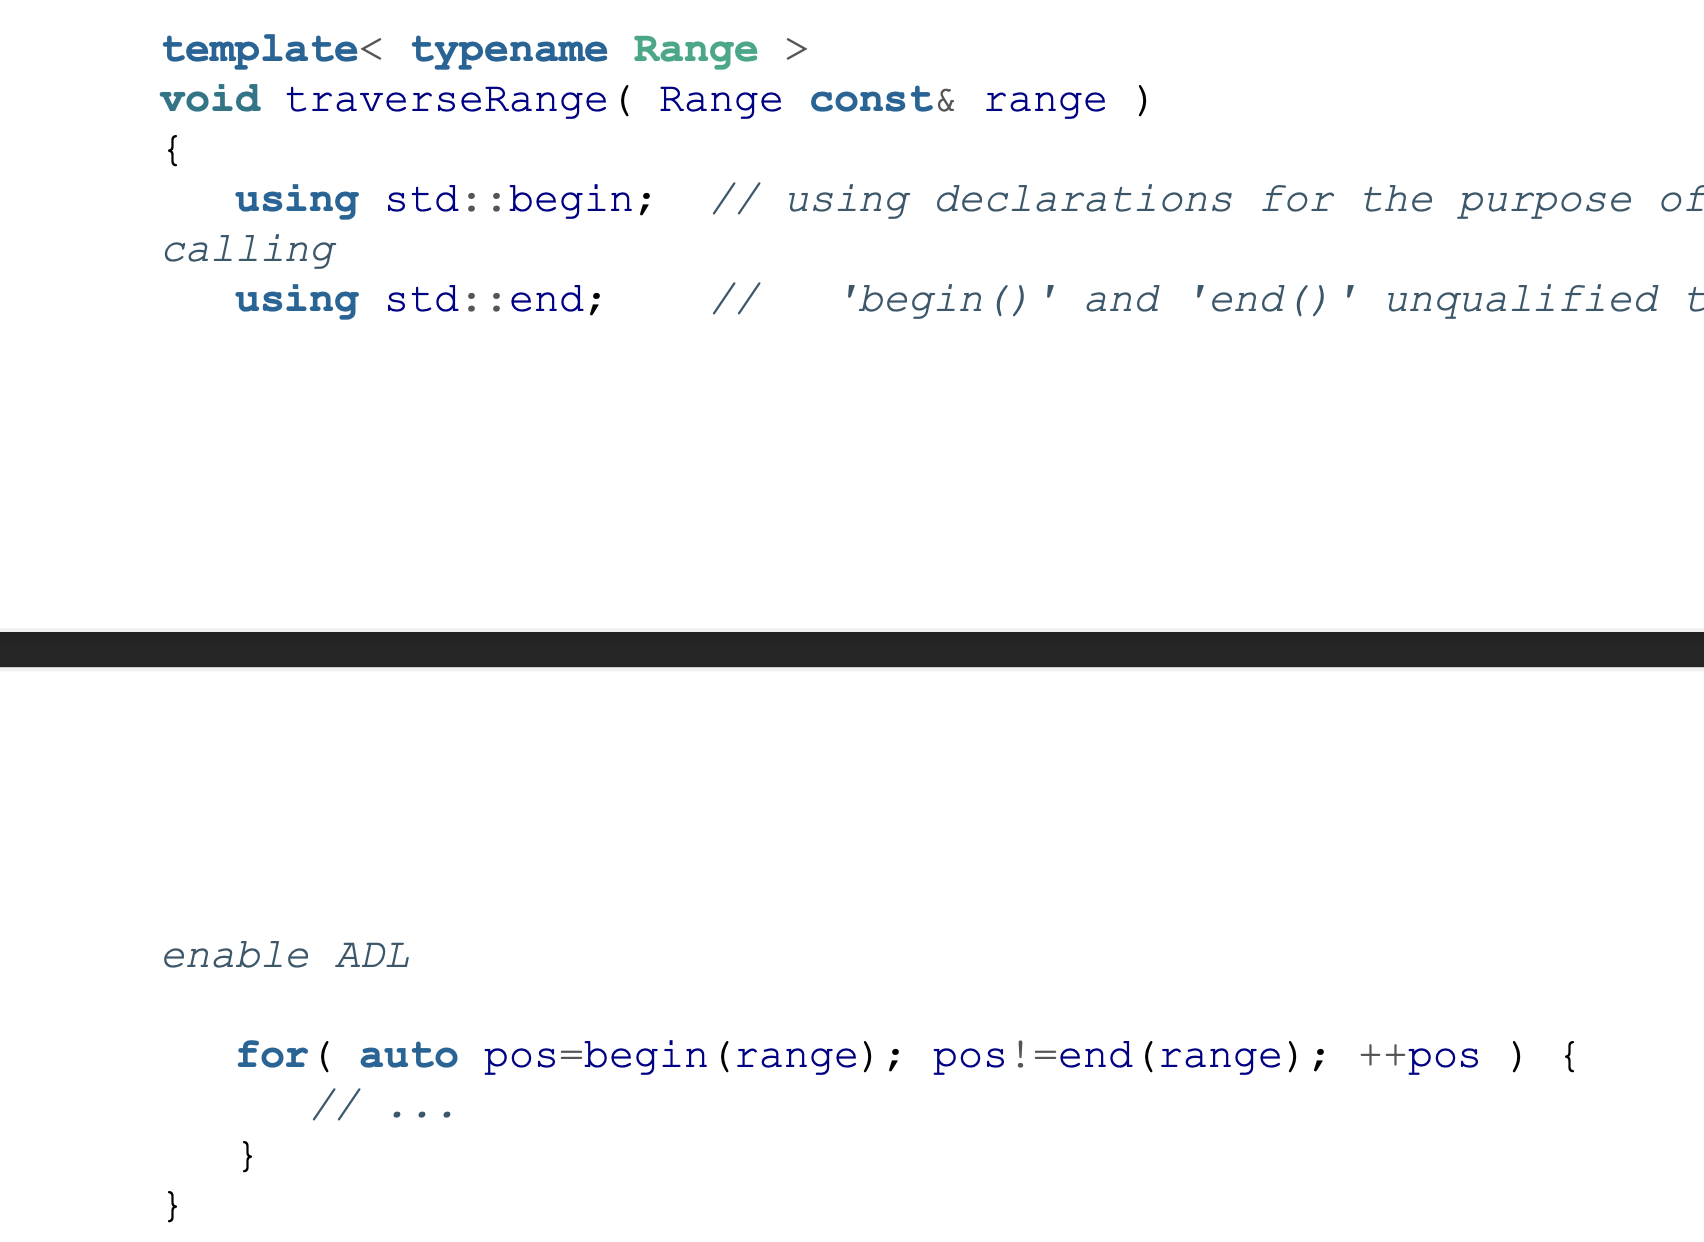 template< typename Range >
void traverseRange( Range const& range )
{
   using std::begin;  // using declarations for the purpose of
calling
   using std::end;    //   'begin()' and 'end()' unqualified t
enable ADL
   for( auto pos=begin(range); pos!=end(range); ++pos ) {
      // ...
   }
}